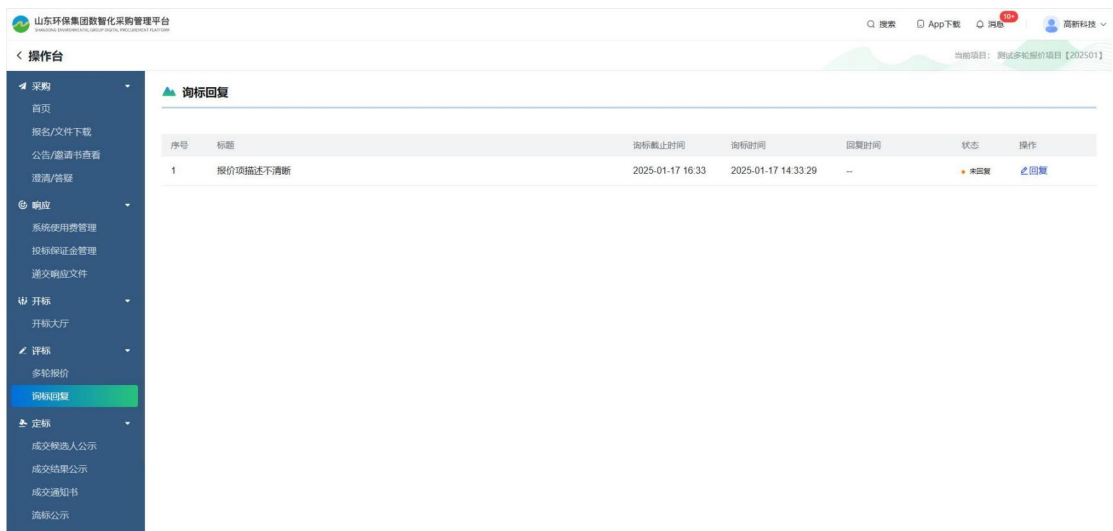 山东环保集团数智化采购管理平台
SHANDONG ENVIRONMENTAL GROUP DIGITAL PROCUREMENT PLATFORM
搜索 App下载 消息 10+ 高新科技
操作台
当前项目：测试多轮报价项目【202501】
采购
首页
报名/文件下载
公告/邀请书查看
澄清/答疑
响应
系统使用费管理
投标保证金管理
递交响应文件
开标
开标大厅
评标
多轮报价
询标回复
定标
成交候选人公示
成交结果公示
成交通知书
流标公示
询标回复
序号 标题 询标截止时间 询标时间 回复时间 状态 操作
1 报价项描述不清晰 2025-01-17 16:33 2025-01-17 14:33:29 -- 未回复 回复